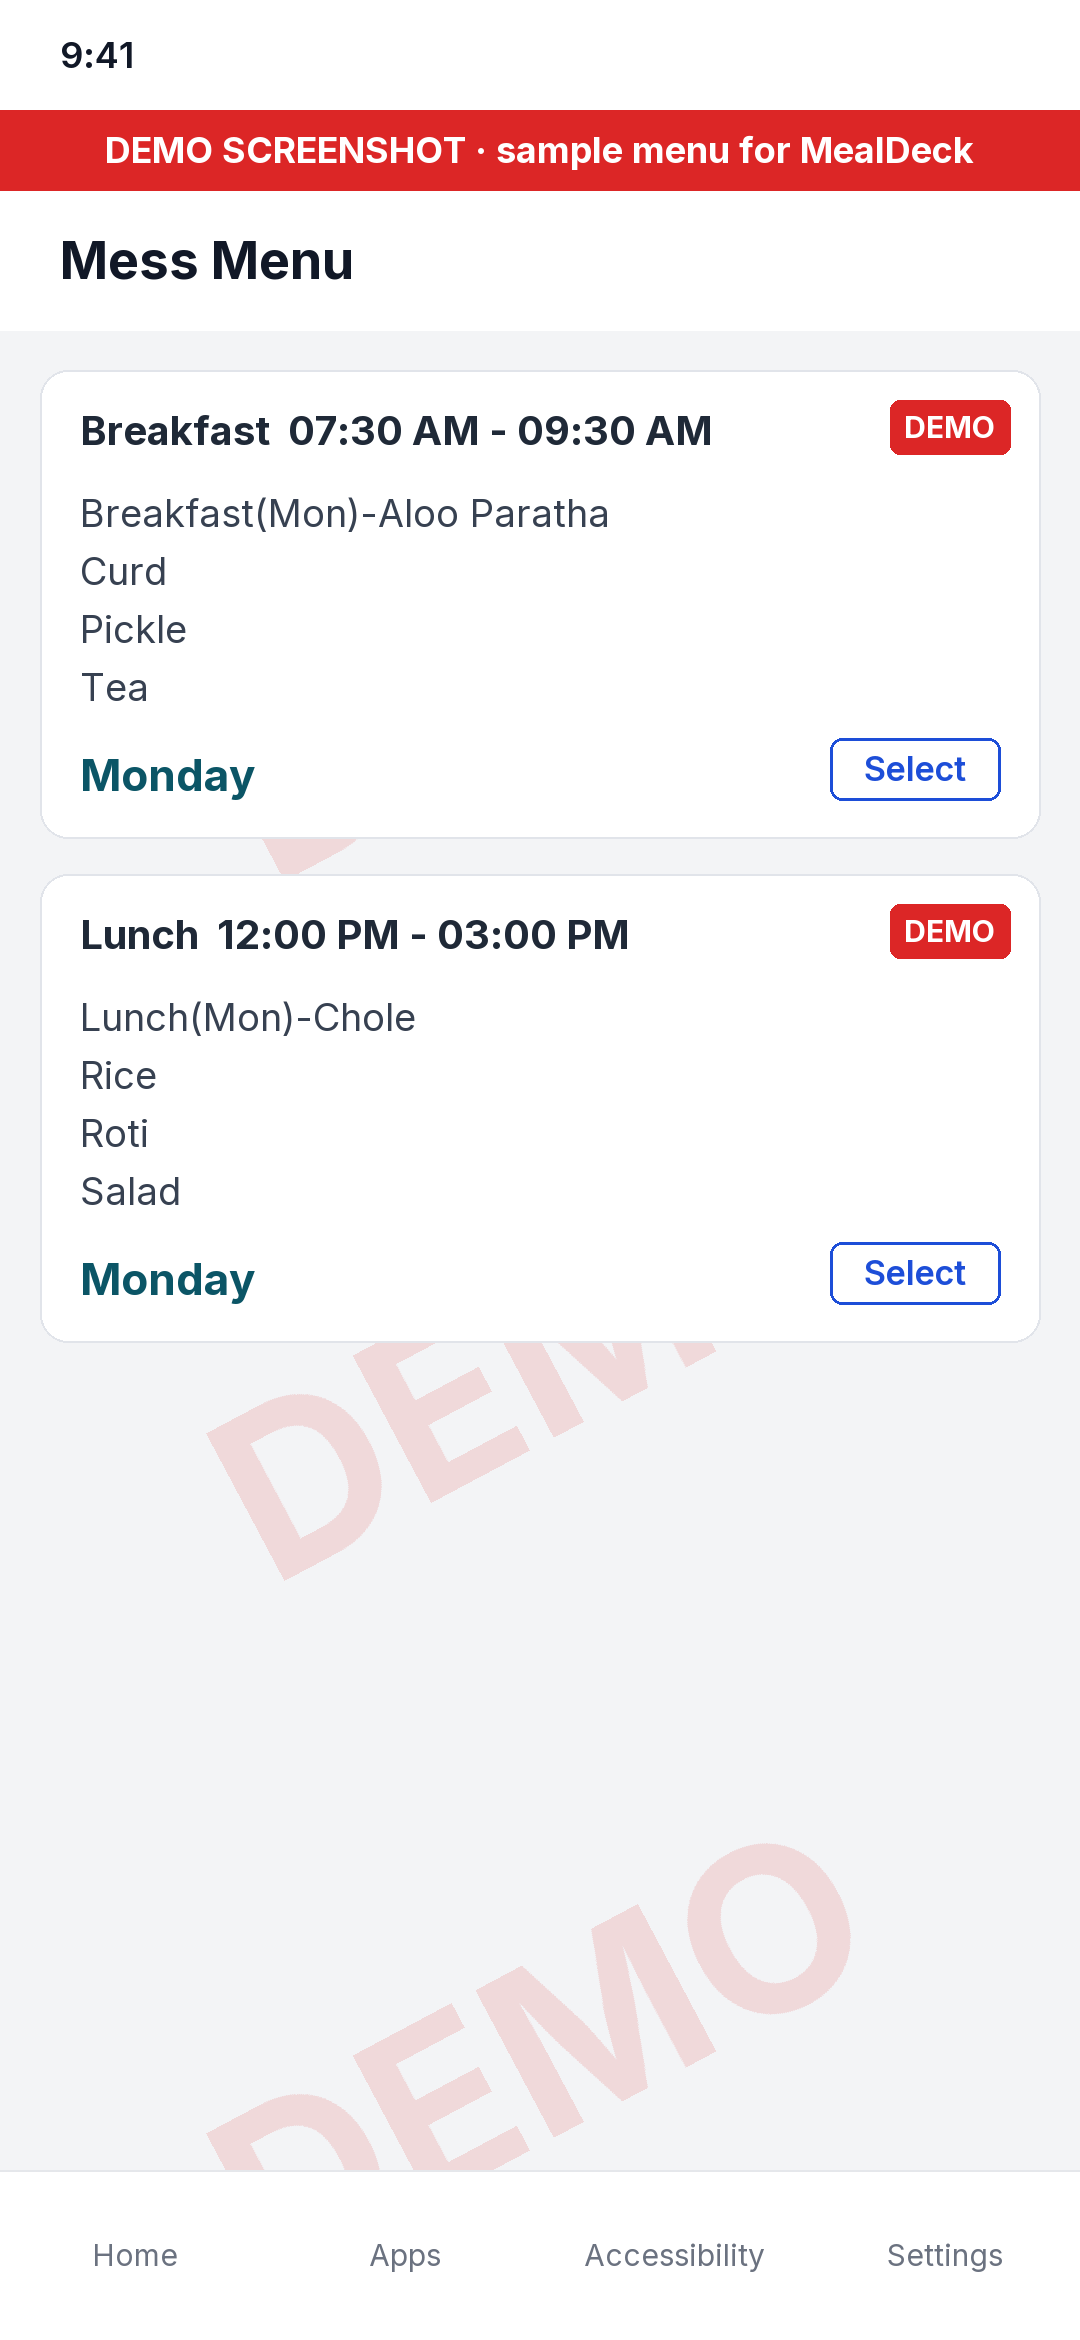 9:41
DEMO SCREENSHOT · sample menu for MealDeck
Mess Menu
Breakfast 07:30 AM - 09:30 AM
DEMO
Breakfast(Mon)-Aloo Paratha
Curd
Pickle
Tea
Monday
Select
Lunch 12:00 PM - 03:00 PM
DEMO
Lunch(Mon)-Chole
Rice
Roti
Salad
Monday
Select
DEM
DEMO
Home
Apps
Accessibility
Settings